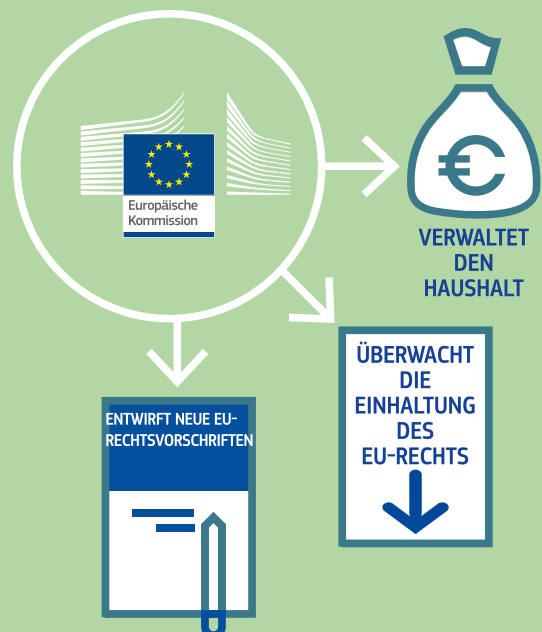 Europäische
Kommission
VERWALTET
DEN
HAUSHALT
ÜBERWACHT
DIE
EINHALTUNG
DES
EU-RECHTS
ENTWIRFT NEUE EU-
RECHTSVORSCHRIFTEN